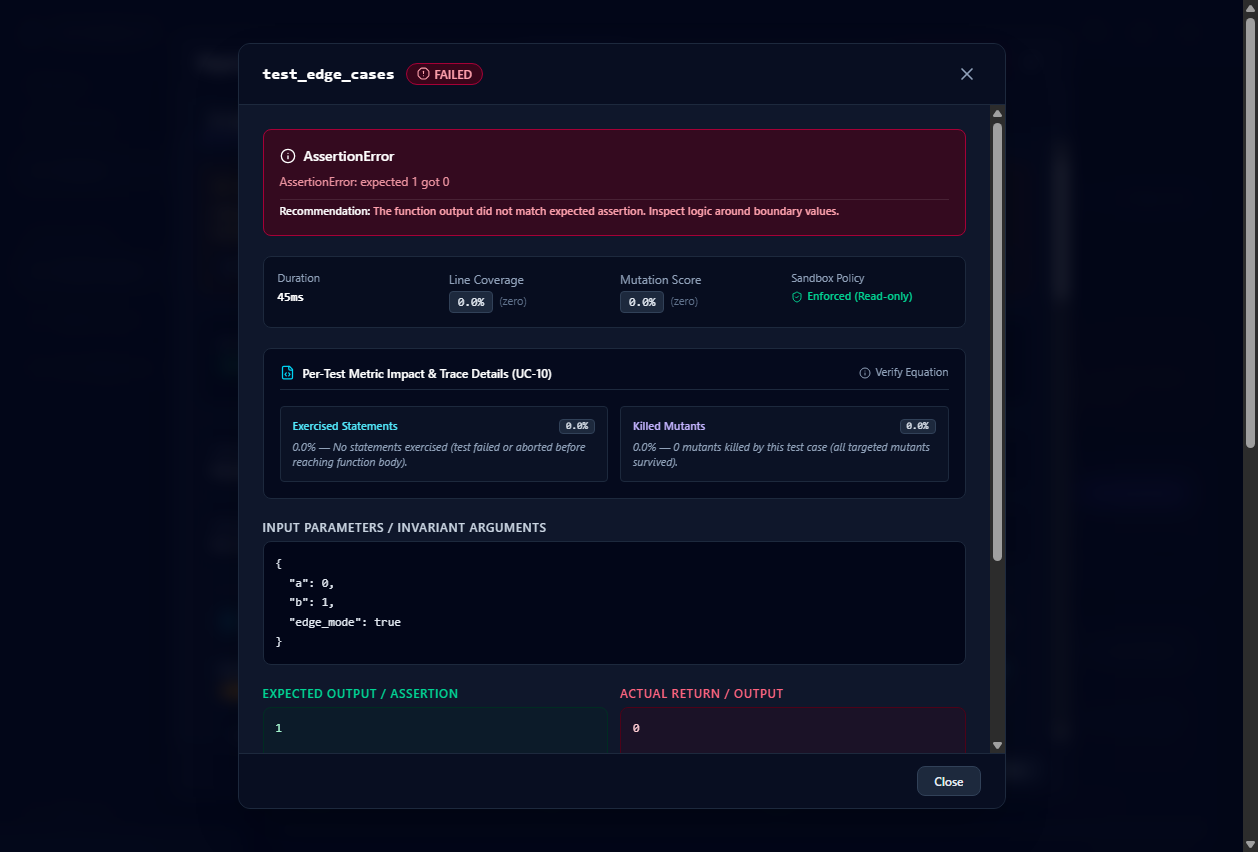 test_edge_cases FAILED
AssertionError
AssertionError: expected 1 got 0
Recommendation: The function output did not match expected assertion. Inspect logic around boundary values.
Duration
45ms
Line Coverage
0.0% (zero)
Mutation Score
0.0% (zero)
Sandbox Policy
Enforced (Read-only)
Per-Test Metric Impact & Trace Details (UC-10)
Verify Equation
Exercised Statements 0.0%
0.0% — No statements exercised (test failed or aborted before
reaching function body).
Killed Mutants 0.0%
0.0% — 0 mutants killed by this test case (all targeted mutants
survived).
INPUT PARAMETERS / INVARIANT ARGUMENTS
{
"a": 0,
"b": 1,
"edge_mode": true
}
EXPECTED OUTPUT / ASSERTION
1
ACTUAL RETURN / OUTPUT
0
Close